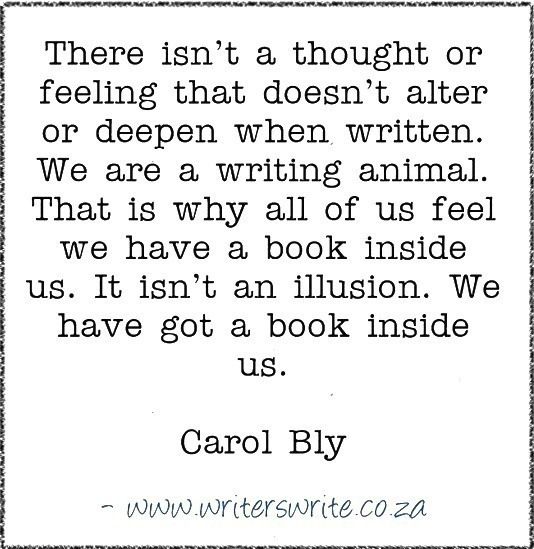 There isn't a thought or
feeling that doesn't alter
or deepen when written.
We are a writing animal.
That is why all of us feel
we have a book inside
us. It isn't an illusion. We
have got a book inside
us.
Carol Bly
- www.writerswrite.co.za